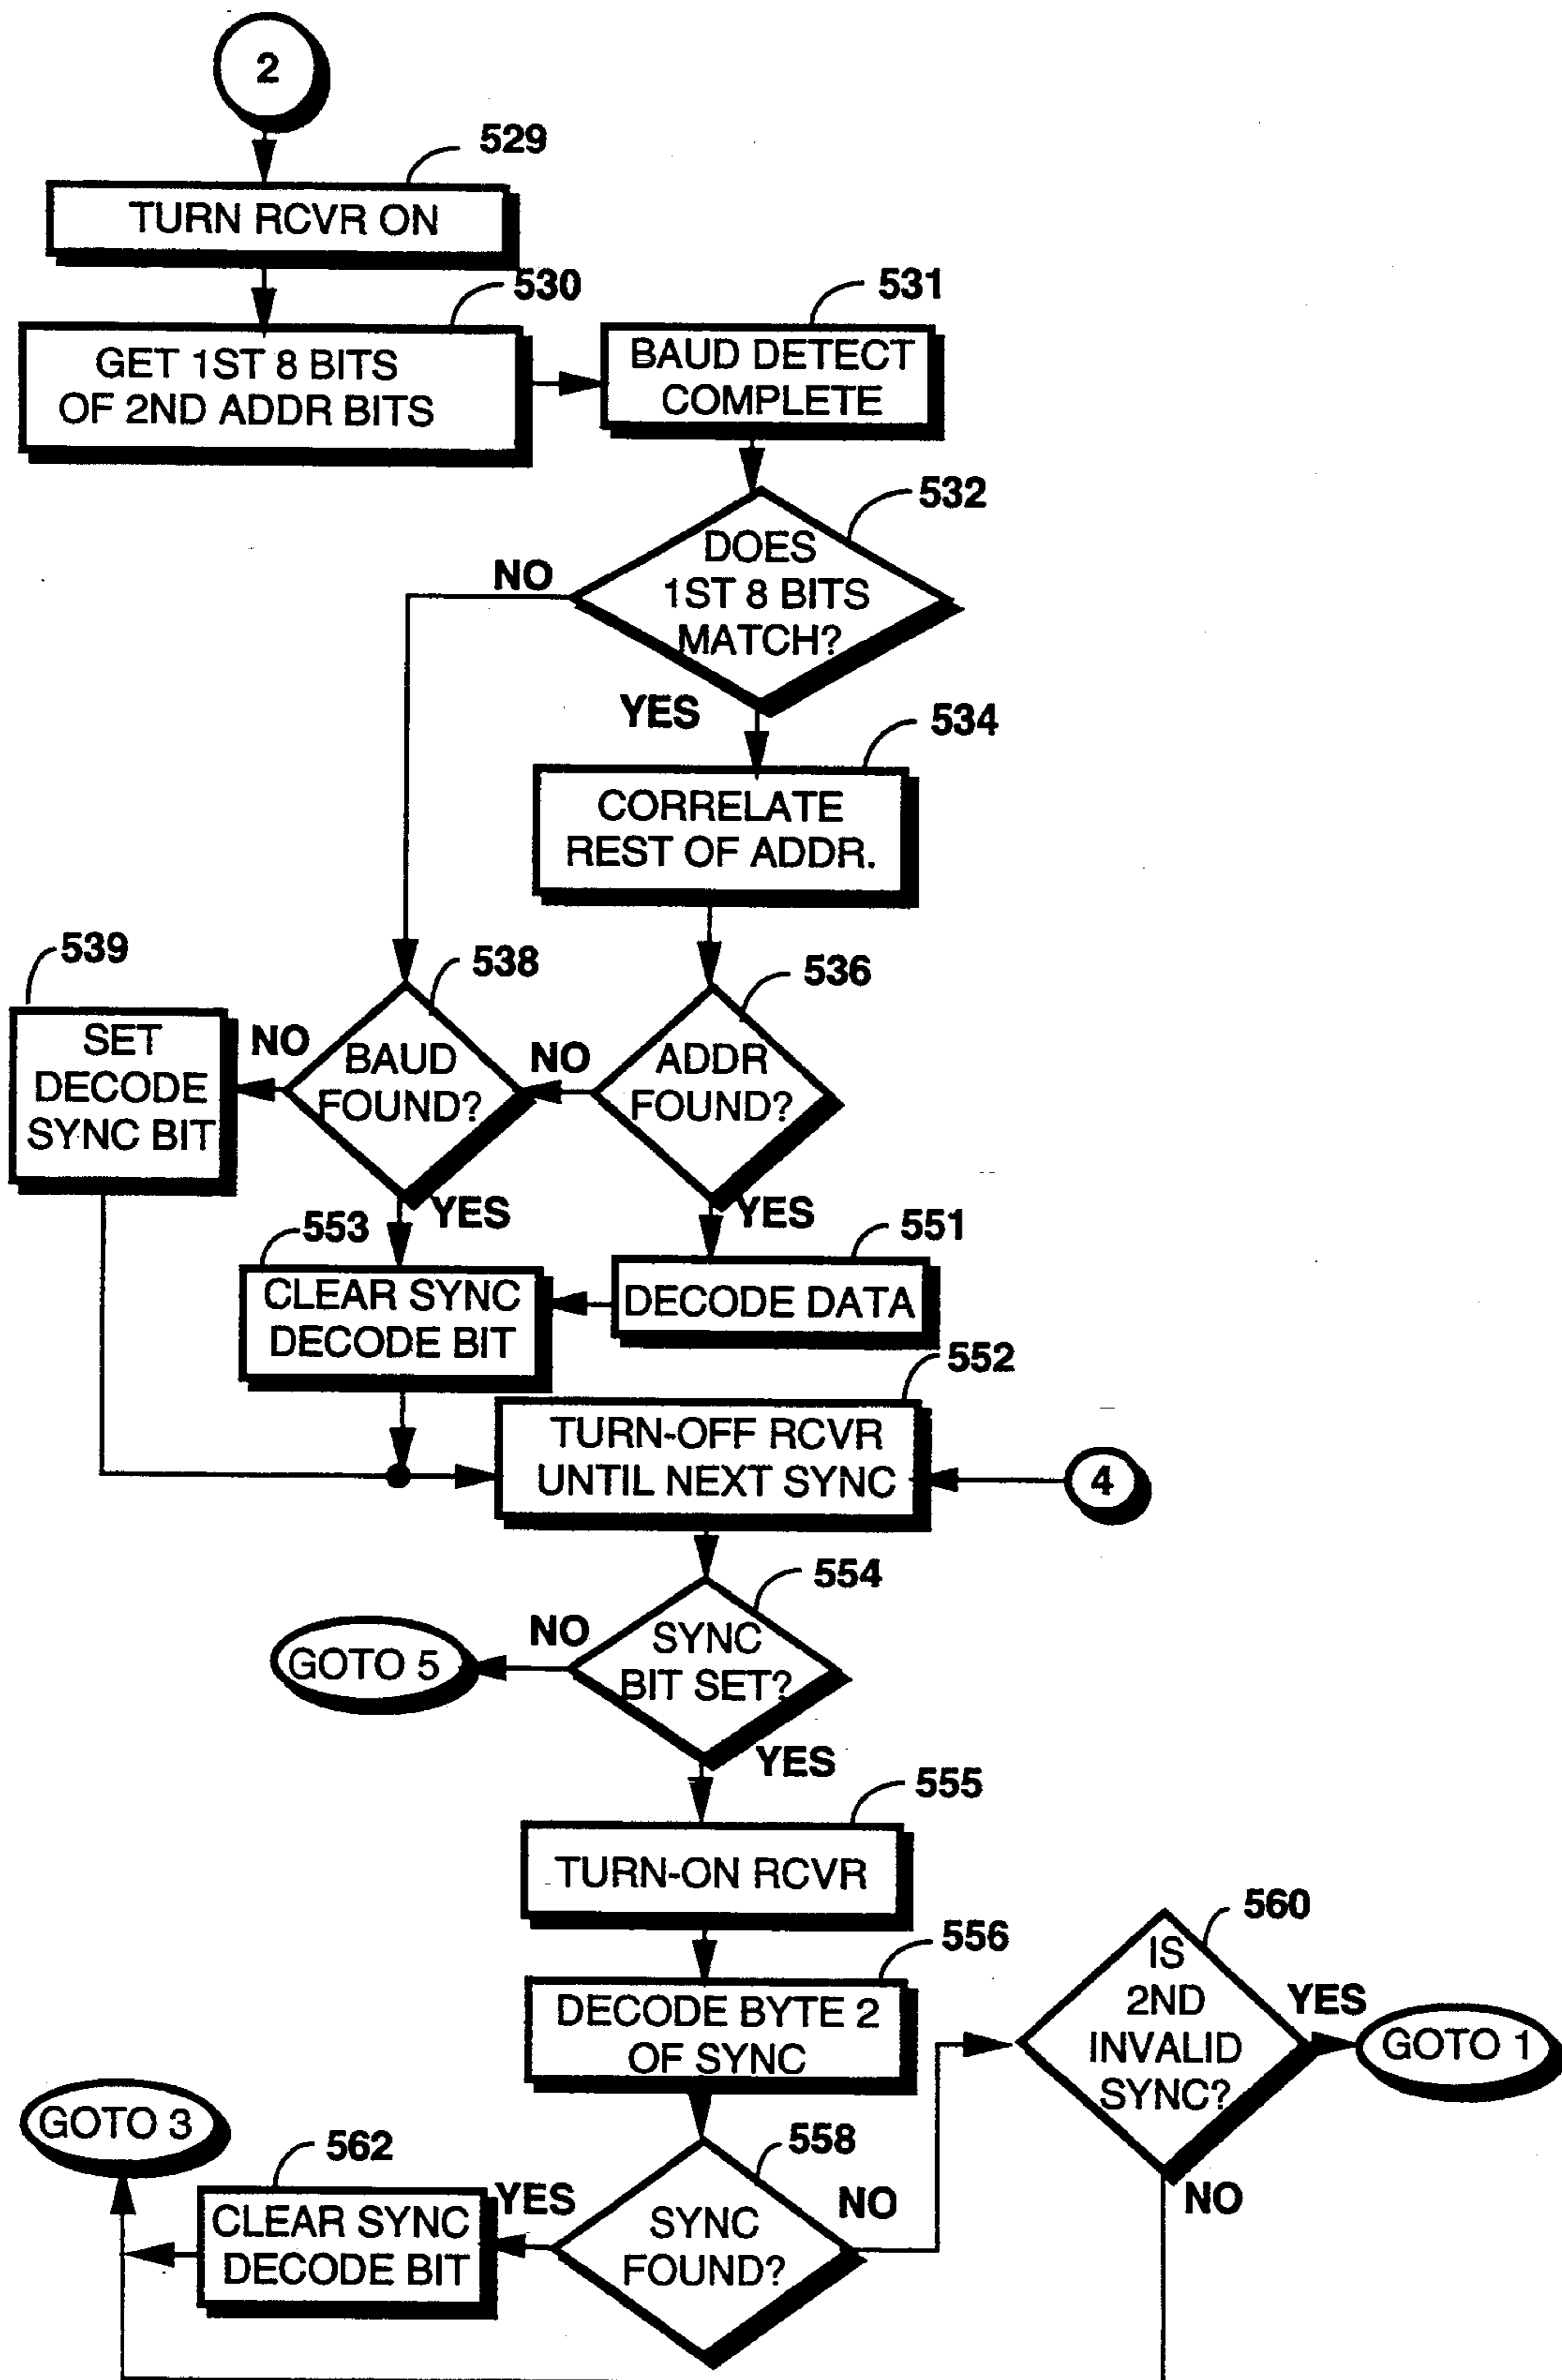 2
529
TURN RCVR ON
530
GET 1ST 8 BITS
OF 2ND ADDR BITS
531
BAUD DETECT
COMPLETE
532
DOES
1ST 8 BITS
MATCH?
NO
YES
534
CORRELATE
REST OF ADDR.
539
SET
DECODE
SYNC BIT
NO
538
BAUD
FOUND?
NO
536
ADDR
FOUND?
YES
YES
553
CLEAR SYNC
DECODE BIT
551
DECODE DATA
552
TURN-OFF RCVR
UNTIL NEXT SYNC
4
554
SYNC
BIT SET?
NO
GOTO 5
YES
555
TURN-ON RCVR
556
DECODE BYTE 2
OF SYNC
560
IS
2ND
INVALID
SYNC?
YES
GOTO 1
NO
GOTO 3
562
CLEAR SYNC
DECODE BIT
YES
558
SYNC
FOUND?
NO